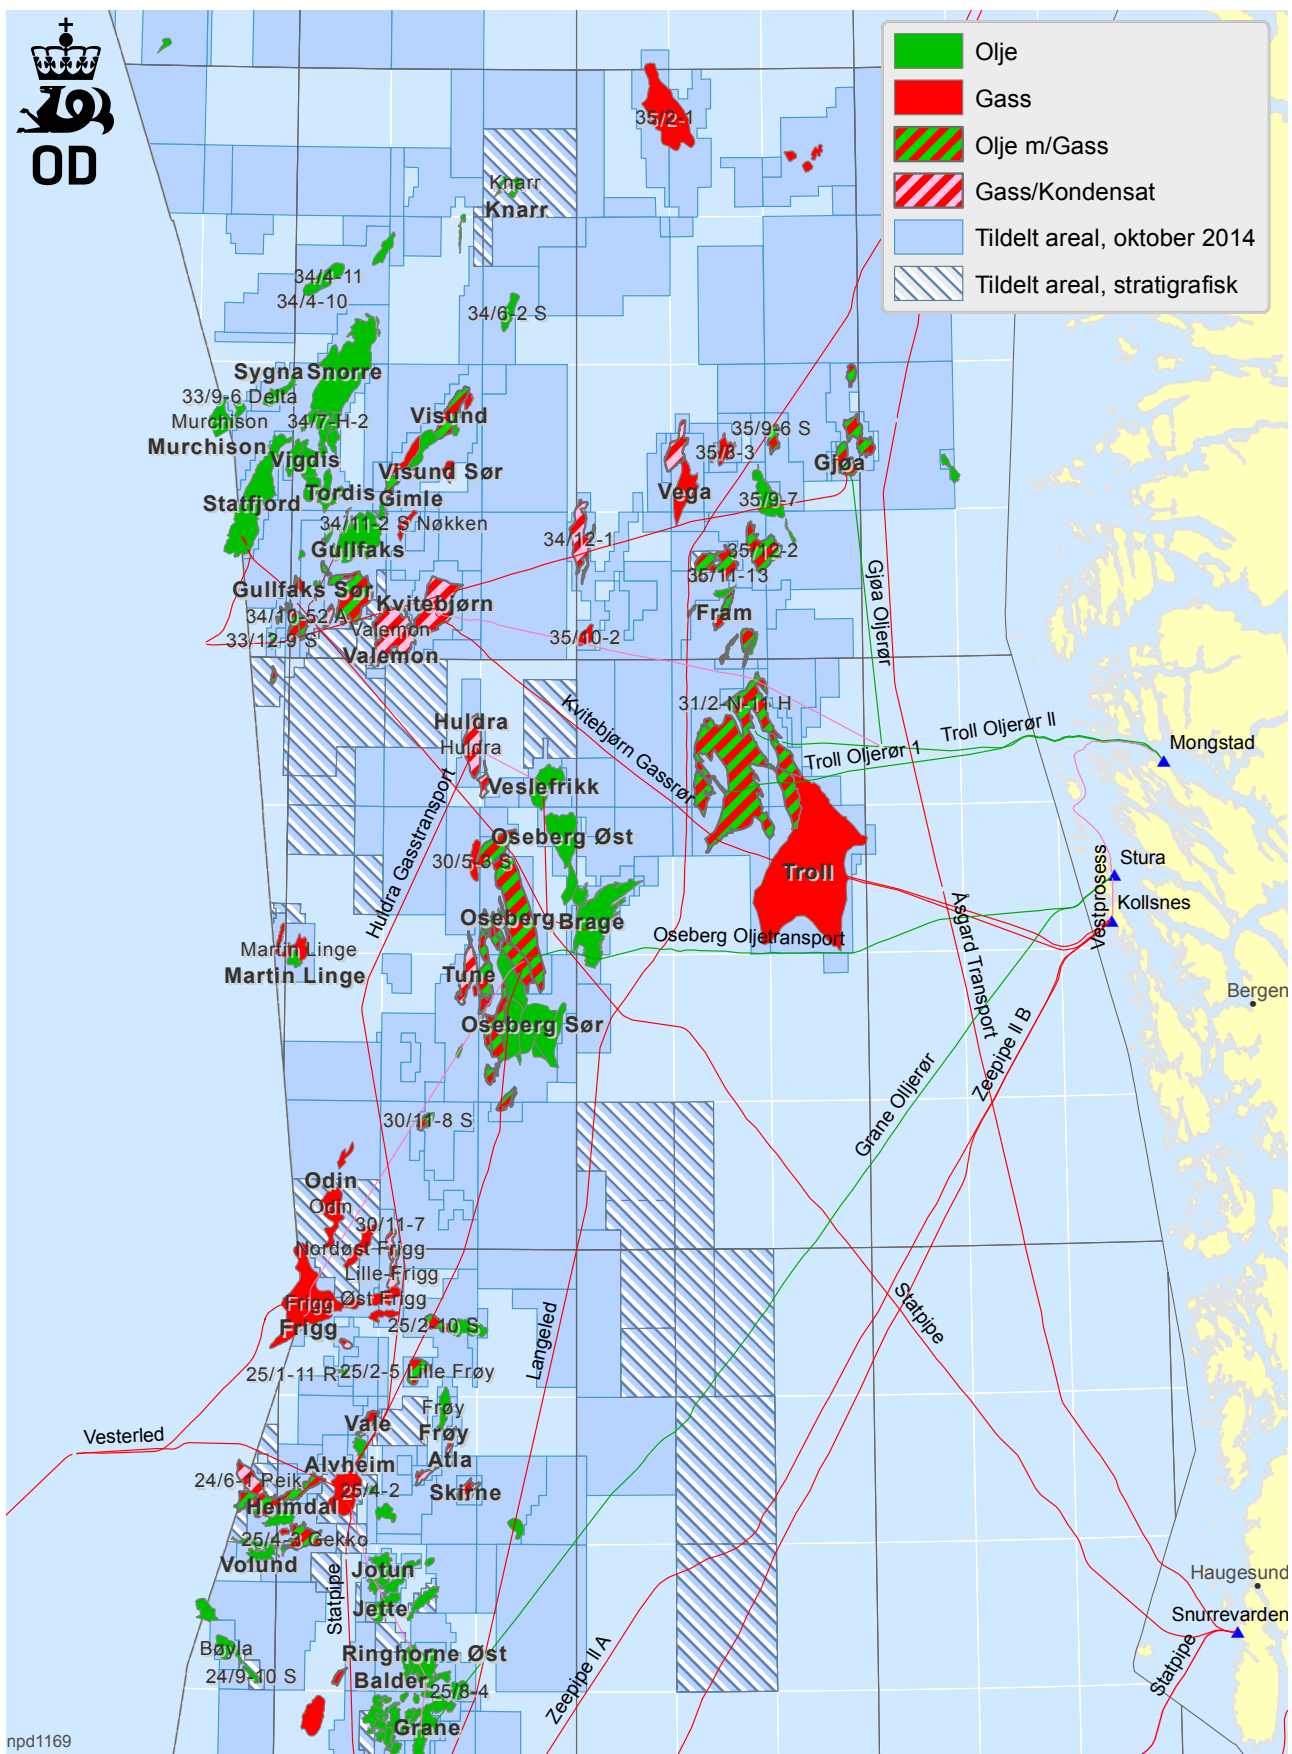 OD
Olje
Gass
Olje m/Gass
Gass/Kondensat
Tildelt areal, oktober 2014
Tildelt areal, stratigrafisk
35/2-1
Knarr
Knarr
34/4-11
34/4-10
34/6-2 S
Sygna
Snorre
33/9-6 Delta
Murchison
34/7-H-2
Murchison
Vigdis
Visund
Visund Sør
Statfjord
Tordis
Gimle
34/11-2 S Nøkken
Gullfaks
35/9-6 S
35/8-3
Gjøa
Vega
35/9-7
34/12-1
35/12-2
35/11-13
Fram
Gjøa Oljerør
Gullfaks Sør
Kvitebjørn
34/10-52 A
Valemon
33/12-9 S
Valemon
35/10-2
31/2-N-11 H
Huldra
Huldra
Kvitebjørn Gassrør
Troll Oljerør II
Troll Oljerør 1
Mongstad
Veslefrikk
Huldra Gasstransport
Oseberg Øst
30/5-3 S
Troll
Stura
Vestprosess
Kollsnes
Oseberg
Brage
Oseberg Oljetransport
Åsgard Transport
Martin Linge
Martin Linge
Tune
Bergen
Oseberg Sør
Zeepipe II B
Grane Olljerør
30/11-8 S
Odin
Odin
30/11-7
Nordøst Frigg
Lille-Frigg
Øst Frigg
Frigg
Frigg
25/2-10 S
Langeled
Statpipe
25/1-11 R
25/2-5 Lille Frøy
Frøy
Vale
Frøy
Vesterled
Atla
Alvheim
24/6-1 Peik
25/4-2
Skirne
Heimdal
25/4-3 Gekko
Volund
Jotun
Jette
Statpipe
Haugesund
Snurrevarden
Bøyla
Ringhorne Øst
24/9-10 S
Balder
25/8-4
Zeepipe II A
Statpipe
Grane
npd1169